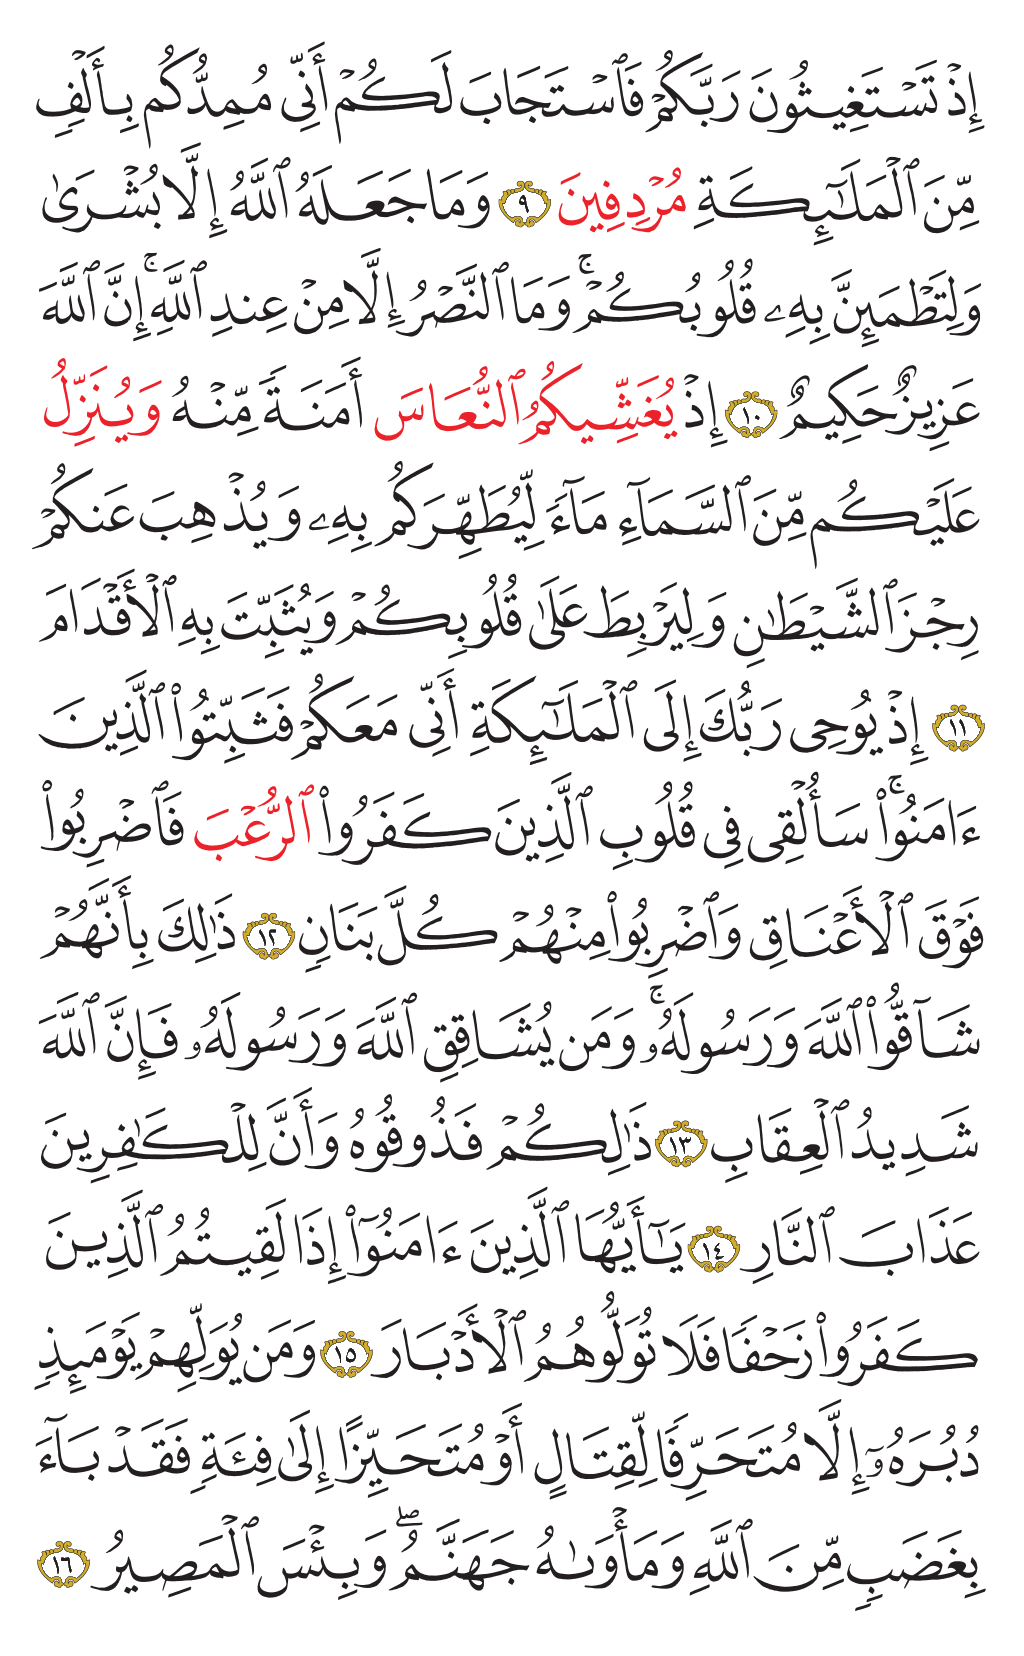 إِذۡ تَسۡتَغِيثُونَ رَبَّكُمۡ فَٱسۡتَجَابَ لَكُمۡ أَنِّي مُمِدُّكُم بِأَلۡفٖ
مِّنَ ٱلۡمَلَٰٓئِكَةِ مُرۡدِفِينَ ٩ وَمَا جَعَلَهُ ٱللَّهُ إِلَّا بُشۡرَىٰ
وَلِتَطۡمَئِنَّ بِهِۦ قُلُوبُكُمۡۚ وَمَا ٱلنَّصۡرُ إِلَّا مِنۡ عِندِ ٱللَّهِۚ إِنَّ ٱللَّهَ
عَزِيزٌ حَكِيمٌ ١٠ إِذۡ يُغَشِّيكُمُ ٱلنُّعَاسَ أَمَنَةٗ مِّنۡهُ وَيُنَزِّلُ
عَلَيۡكُم مِّنَ ٱلسَّمَآءِ مَآءٗ لِّيُطَهِّرَكُم بِهِۦ وَيُذۡهِبَ عَنكُمۡ
رِجۡزَ ٱلشَّيۡطَٰنِ وَلِيَرۡبِطَ عَلَىٰ قُلُوبِكُمۡ وَيُثَبِّتَ بِهِ ٱلۡأَقۡدَامَ
١١ إِذۡ يُوحِي رَبُّكَ إِلَى ٱلۡمَلَٰٓئِكَةِ أَنِّي مَعَكُمۡ فَثَبِّتُواْ ٱلَّذِينَ
ءَامَنُواْۚ سَأُلۡقِي فِي قُلُوبِ ٱلَّذِينَ كَفَرُواْ ٱلرُّعۡبَ فَٱضۡرِبُواْ
فَوۡقَ ٱلۡأَعۡنَاقِ وَٱضۡرِبُواْ مِنۡهُمۡ كُلَّ بَنَانٖ ١٢ ذَٰلِكَ بِأَنَّهُمۡ
شَآقُّواْ ٱللَّهَ وَرَسُولَهُۥۚ وَمَن يُشَاقِقِ ٱللَّهَ وَرَسُولَهُۥ فَإِنَّ ٱللَّهَ
شَدِيدُ ٱلۡعِقَابِ ١٣ ذَٰلِكُمۡ فَذُوقُوهُ وَأَنَّ لِلۡكَٰفِرِينَ
عَذَابَ ٱلنَّارِ ١٤ يَٰٓأَيُّهَا ٱلَّذِينَ ءَامَنُوٓاْ إِذَا لَقِيتُمُ ٱلَّذِينَ
كَفَرُواْ زَحۡفٗا فَلَا تُوَلُّوهُمُ ٱلۡأَدۡبَارَ ١٥ وَمَن يُوَلِّهِمۡ يَوۡمَئِذٖ
دُبُرَهُۥٓ إِلَّا مُتَحَرِّفٗا لِّقِتَالٍ أَوۡ مُتَحَيِّزًا إِلَىٰ فِئَةٖ فَقَدۡ بَآءَ
بِغَضَبٖ مِّنَ ٱللَّهِ وَمَأۡوَىٰهُ جَهَنَّمُۖ وَبِئۡسَ ٱلۡمَصِيرُ ١٦